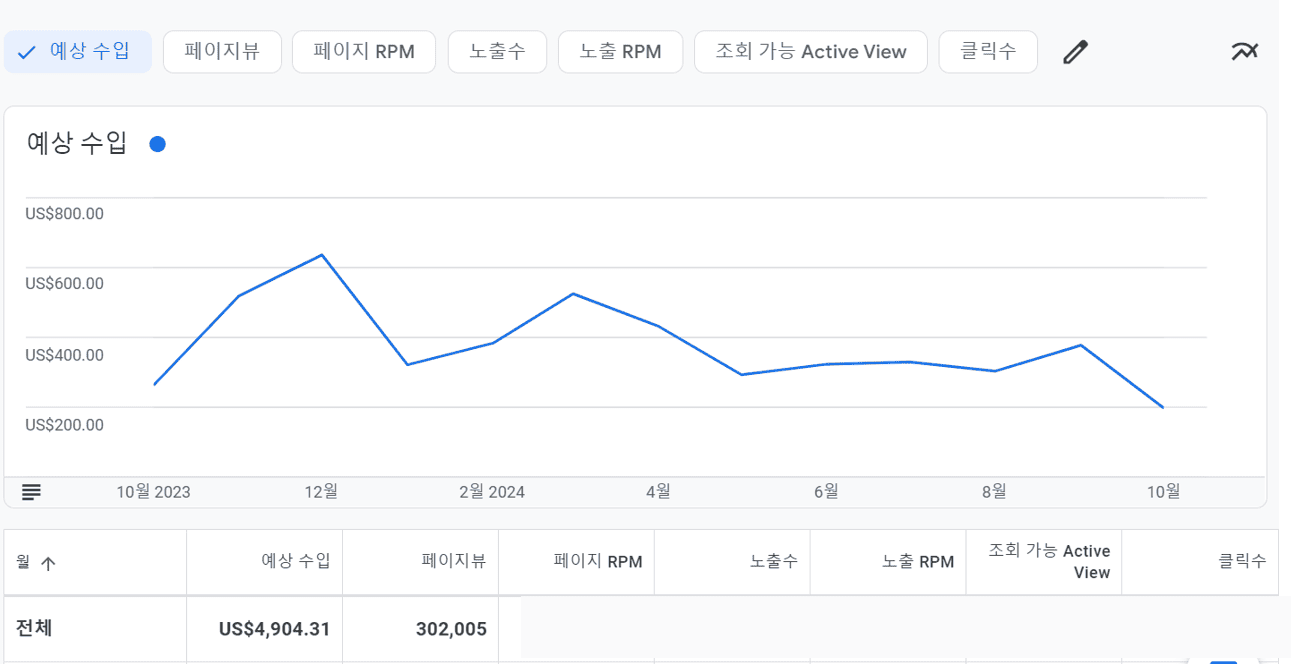 예상 수입 페이지뷰 페이지 RPM 노출수 노출 RPM 조회 가능 Active View 클릭수
예상 수입
US$800.00
US$600.00
US$400.00
US$200.00
10월 2023 12월 2월 2024 4월 6월 8월 10월
월 예상 수입 페이지뷰 페이지 RPM 노출수 노출 RPM 조회 가능 Active View 클릭수
전체 US$4,904.31 302,005